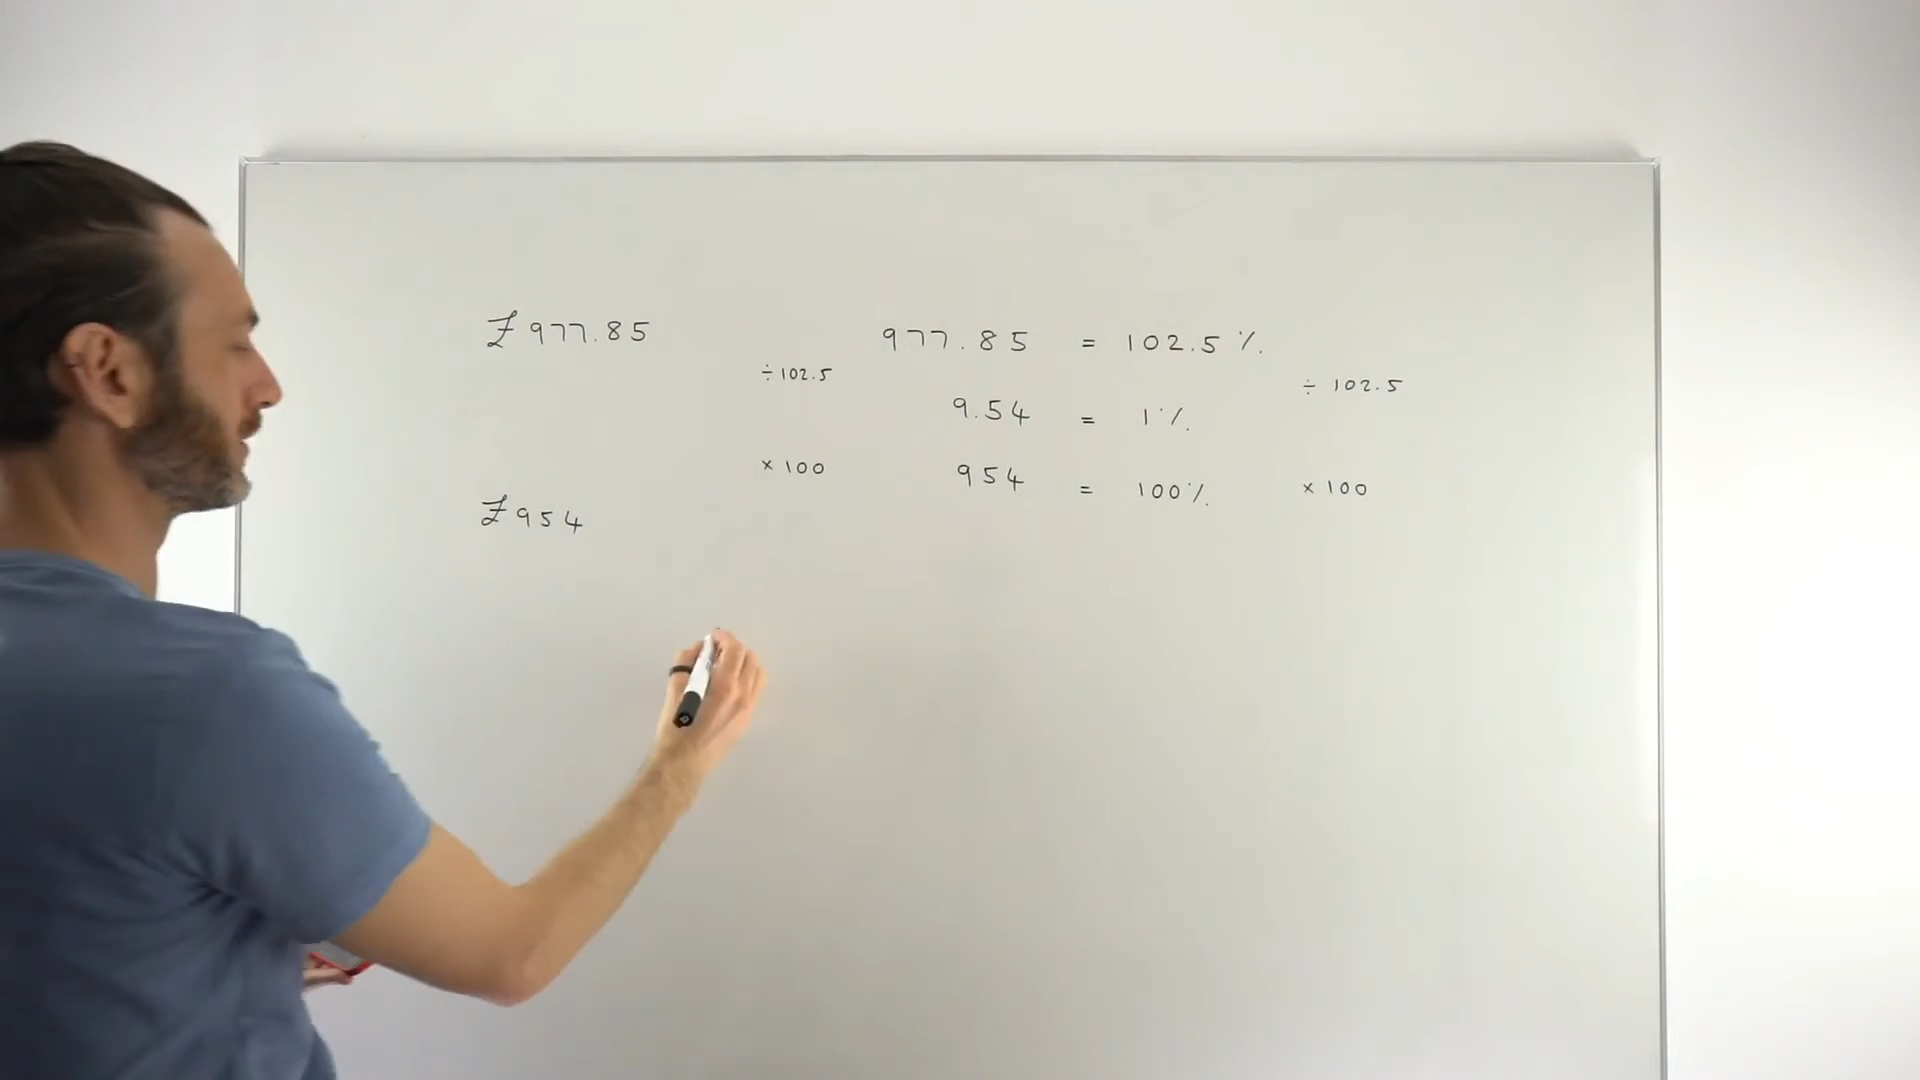 £977.85
977.85 = 102.5%
÷102.5
÷ 102.5
9.54 = 1%
× 100
954 = 100%
× 100
£954